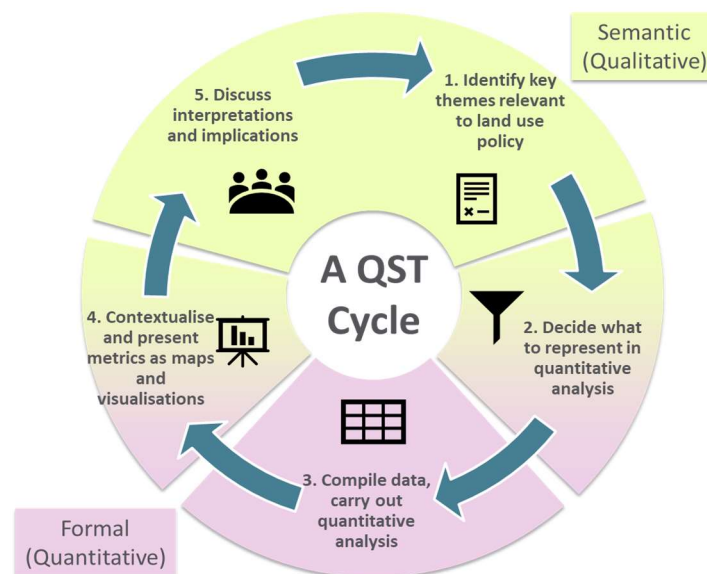 Semantic
(Qualitative)
1. Identify key
themes relevant
to land use
policy
2. Decide what
to represent in
quantitative
analysis
3. Compile data,
carry out
quantitative
analysis
4. Contextualise
and present
metrics as maps
and
visualisations
5. Discuss
interpretations
and implications
A QST
Cycle
Formal
(Quantitative)